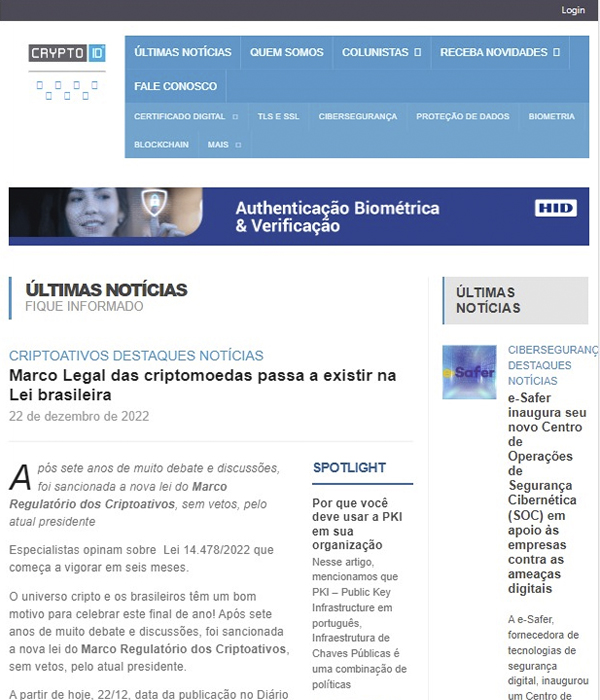 Login
CRYPTO ID
ÚLTIMAS NOTÍCIAS QUEM SOMOS COLUNISTAS RECEBA NOVIDADES
FALE CONOSCO
CERTIFICADO DIGITAL TLS E SSL CIBERSEGURANÇA PROTEÇÃO DE DADOS BIOMETRIA
BLOCKCHAIN MAIS
Authenticação Biométrica
& Verificação
HID
ÚLTIMAS NOTÍCIAS
FIQUE INFORMADO
CRIPTOATIVOS DESTAQUES NOTÍCIAS
Marco Legal das criptomoedas passa a existir na
Lei brasileira
22 de dezembro de 2022
Após sete anos de muito debate e discussões,
foi sancionada a nova lei do Marco
Regulatório dos Criptoativos, sem vetos, pelo
atual presidente
Especialistas opinam sobre Lei 14.478/2022 que
começa a vigorar em seis meses.
O universo cripto e os brasileiros têm um bom
motivo para celebrar este final de ano! Após sete
anos de muito debate e discussões, foi sancionada
a nova lei do Marco Regulatório dos Criptoativos,
sem vetos, pelo atual presidente.
A partir de hoje, 22/12, data da publicação no Diário
SPOTLIGHT
Por que você
deve usar a PKI
em sua
organização
Nesse artigo,
mencionamos que
PKI – Public Key
Infrastructure em
português,
Infraestrutura de
Chaves Públicas é
uma combinação de
políticas
ÚLTIMAS
NOTÍCIAS
e-Safer
CIBERSEGURANÇ
DESTAQUES
NOTÍCIAS
e-Safer
inaugura seu
novo Centro
de
Operações
de
Segurança
Cibernética
(SOC) em
apoio às
empresas
contra as
ameaças
digitais
A e-Safer,
fornecedora de
tecnologias de
segurança
digital, inaugurou
um Centro de